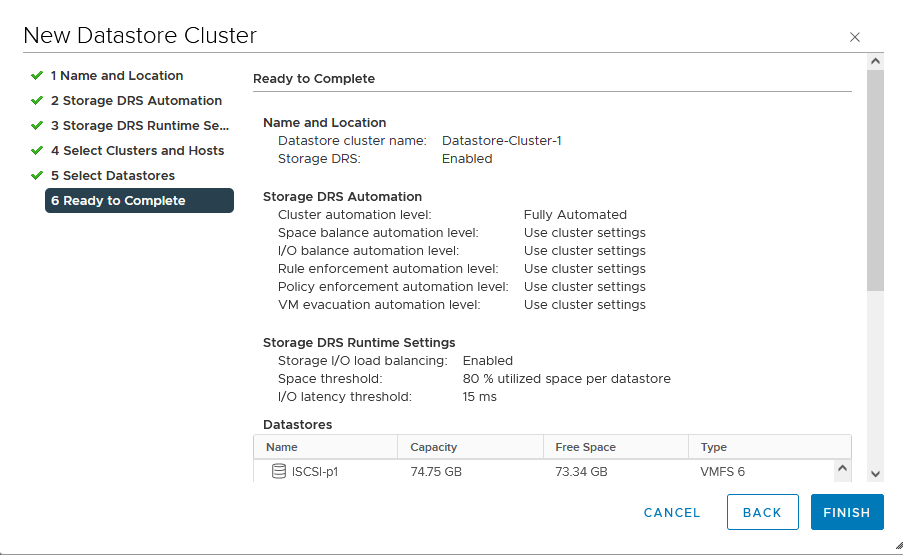 New Datastore Cluster
1 Name and Location
2 Storage DRS Automation
3 Storage DRS Runtime Se...
4 Select Clusters and Hosts
5 Select Datastores
6 Ready to Complete
Ready to Complete
Name and Location
Datastore cluster name: Datastore-Cluster-1
Storage DRS: Enabled
Storage DRS Automation
Cluster automation level: Fully Automated
Space balance automation level: Use cluster settings
I/O balance automation level: Use cluster settings
Rule enforcement automation level: Use cluster settings
Policy enforcement automation level: Use cluster settings
VM evacuation automation level: Use cluster settings
Storage DRS Runtime Settings
Storage I/O load balancing: Enabled
Space threshold: 80 % utilized space per datastore
I/O latency threshold: 15 ms
Datastores
Name Capacity Free Space Type
ISCSI-p1 74.75 GB 73.34 GB VMFS 6
CANCEL BACK FINISH